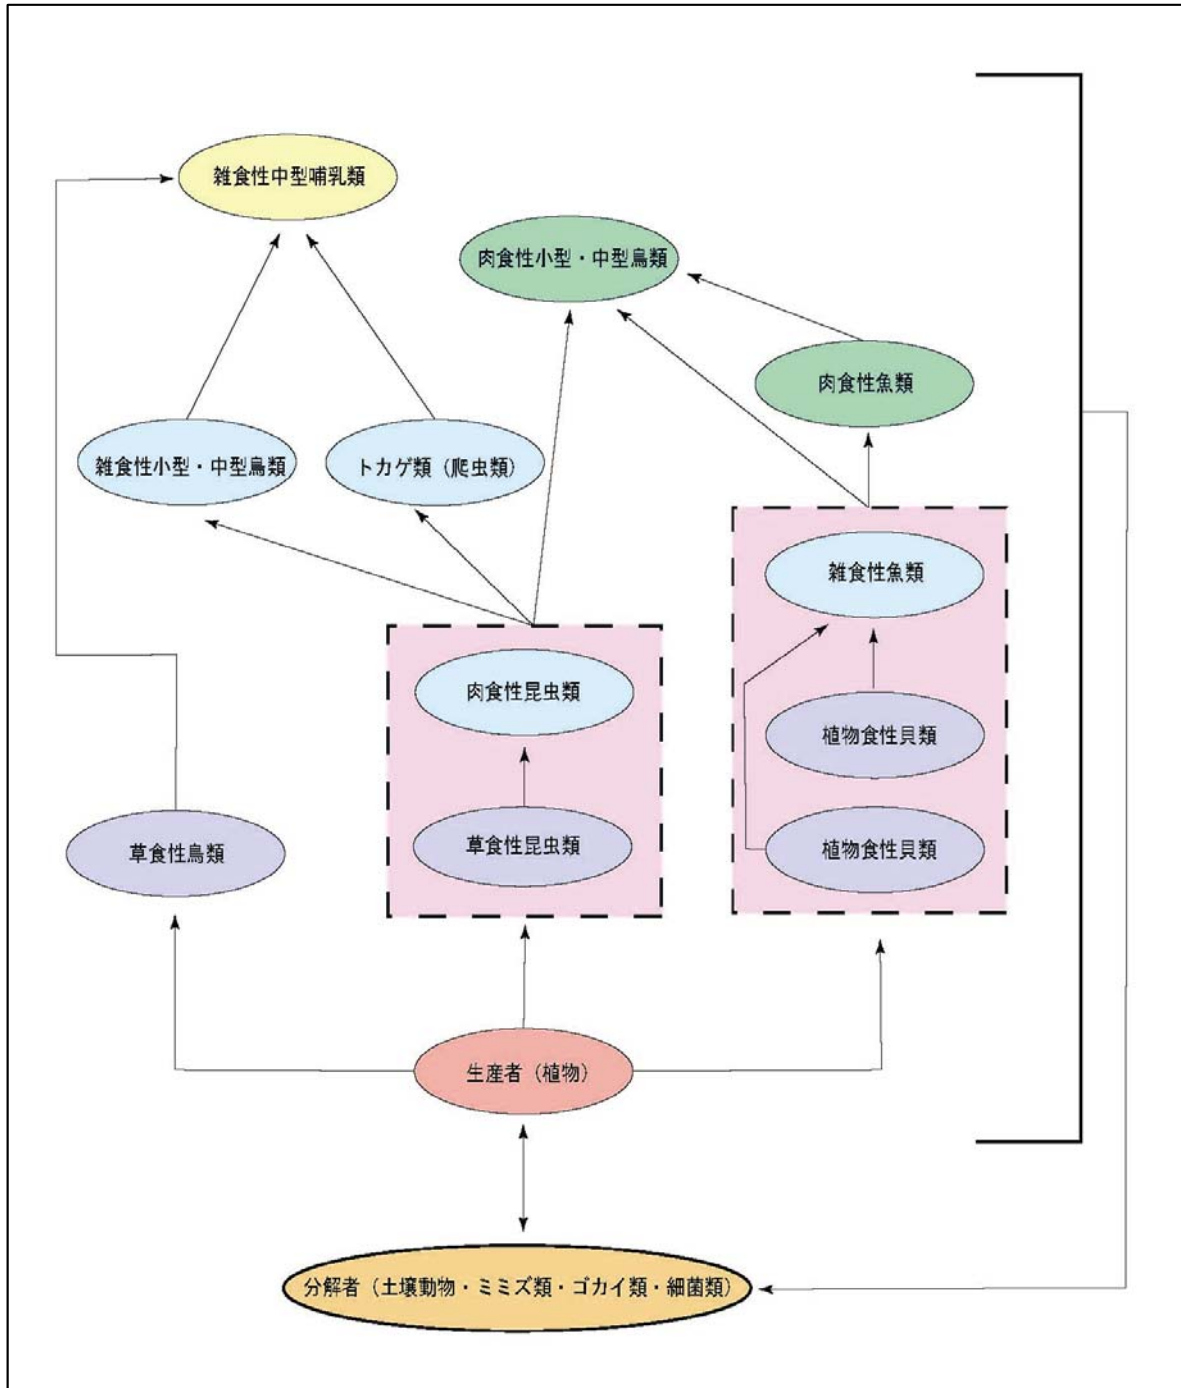 雑食性中型哺乳類
肉食性小型・中型鳥類
肉食性魚類
雑食性小型・中型鳥類
トカゲ類（爬虫類）
雑食性魚類
肉食性昆虫類
植物食性貝類
草食性昆虫類
植物食性貝類
草食性鳥類
生産者（植物）
分解者（土壌動物・ミミズ類・ゴカイ類・細菌類）